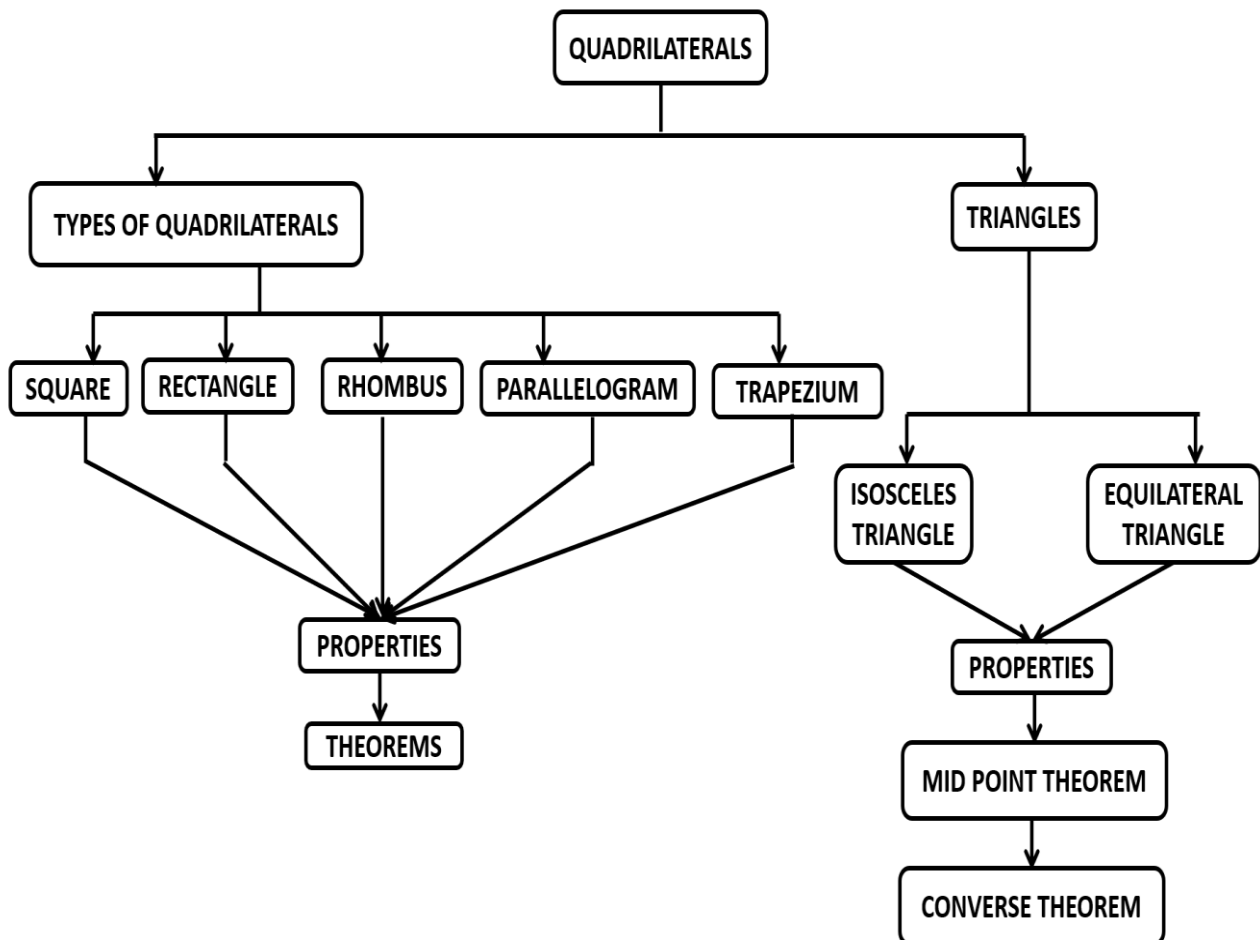 QUADRILATERALS
TYPES OF QUADRILATERALS
TRIANGLES
SQUARE
RECTANGLE
RHOMBUS
PARALLELOGRAM
TRAPEZIUM
ISOSCELES
TRIANGLE
EQUILATERAL
TRIANGLE
PROPERTIES
THEOREMS
PROPERTIES
MID POINT THEOREM
CONVERSE THEOREM